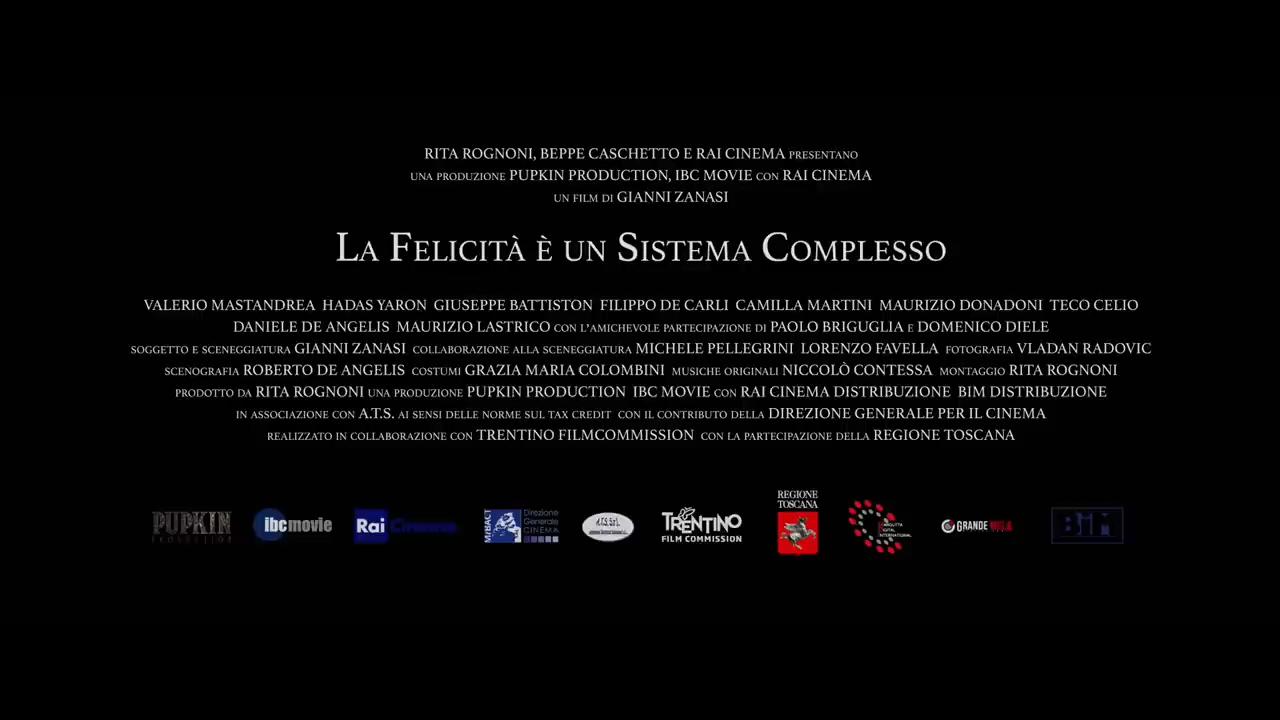 RITA ROGNONI, BEPPE CASCHETTO E RAI CINEMA PRESENTANO
UNA PRODUZIONE PUPKIN PRODUCTION, IBC MOVIE CON RAI CINEMA
UN FILM DI GIANNI ZANASI
LA FELICITÀ È UN SISTEMA COMPLESSO
VALERIO MASTANDREA HADAS YARON GIUSEPPE BATTISTON FILIPPO DE CARLI CAMILLA MARTINI MAURIZIO DONADONI TECO CELIO
DANIELE DE ANGELIS MAURIZIO LASTRICO CON L'AMICHEVOLE PARTECIPAZIONE DI PAOLO BRIGUGLIA E DOMENICO DIELE
SOGGETTO E SCENEGGIATURA GIANNI ZANASI COLLABORAZIONE ALLA SCENEGGIATURA MICHELE PELLEGRINI LORENZO FAVELLA FOTOGRAFIA VLADAN RADOVIC
SCENOGRAFIA ROBERTO DE ANGELIS COSTUMI GRAZIA MARIA COLOMBINI MUSICHE ORIGINALI NICCOLÒ CONTESSA MONTAGGIO RITA ROGNONI
PRODOTTO DA RITA ROGNONI UNA PRODUZIONE PUPKIN PRODUCTION IBC MOVIE CON RAI CINEMA DISTRIBUZIONE BIM DISTRIBUZIONE
IN ASSOCIAZIONE CON A.T.S. AI SENSI DELLE NORME SUL TAX CREDIT CON IL CONTRIBUTO DELLA DIREZIONE GENERALE PER IL CINEMA
REALIZZATO IN COLLABORAZIONE CON TRENTINO FILMCOMMISSION CON LA PARTECIPAZIONE DELLA REGIONE TOSCANA
PUPKIN PRODUCTION
ibcmovie
Rai Cinema
MiBACT Direzione Generale CINEMA
A.T.S. S.r.l.
TRENTINO FILM COMMISSION
REGIONE TOSCANA
DIGITAL INTERNATIONAL
GRANDE
BiM